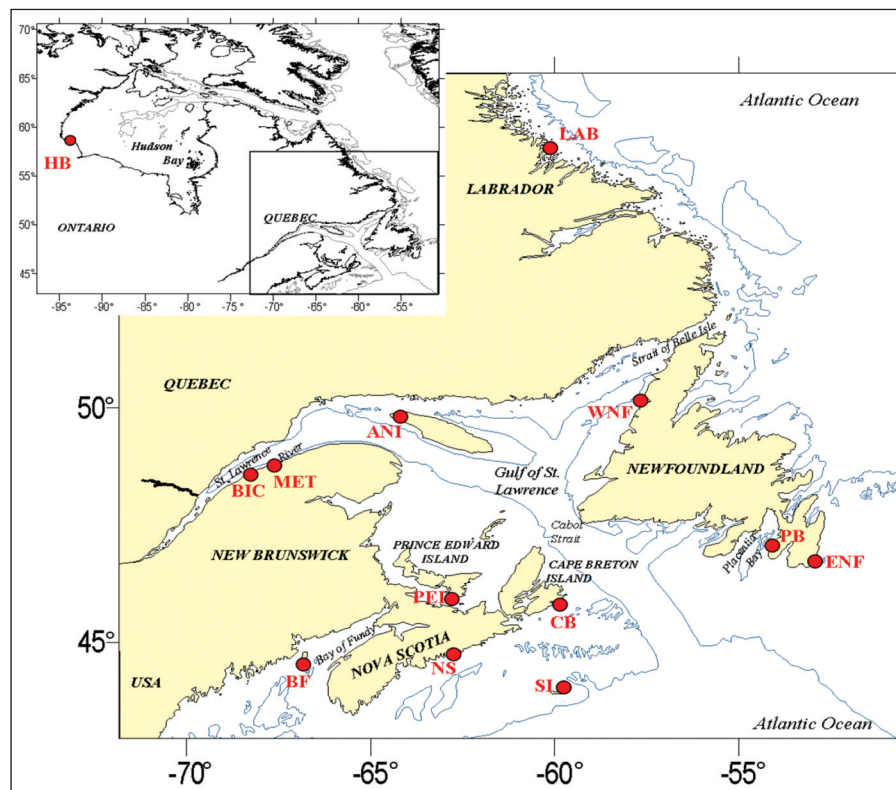 70°
65°
60°
55°
50°
45°
-95°
-90°
-85°
-80°
-75°
-70°
-65°
-60°
-55°
HB
Hudson
Bay
ONTARIO
QUEBEC
Atlantic Ocean
LAB
LABRADOR
Strait of Belle Isle
QUEBEC
50°
WNF
ANI
St. Lawrence
River
BIC
MET
Gulf of St.
Lawrence
NEWFOUNDLAND
Cabot
Strait
Placentia
Bay
PB
ENF
NEW BRUNSWICK
PRINCE EDWARD
ISLAND
CAPE BRETON
ISLAND
PEI
CB
45°
Bay of Fundy
NOVA SCOTIA
NS
BF
USA
SI
Atlantic Ocean
-70°
-65°
-60°
-55°